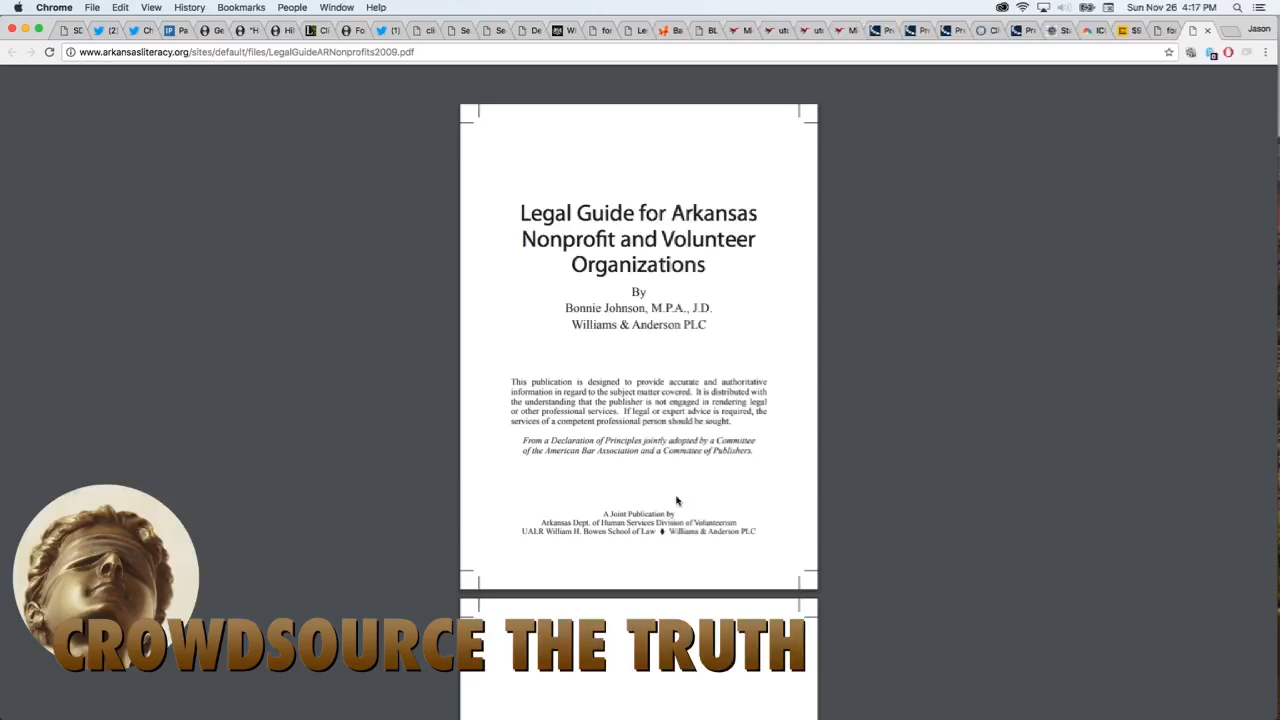 Chrome File Edit View History Bookmarks People Window Help Sun Nov 26 4:17 PM
Jason
www.arkansasliteracy.org/sites/default/files/LegalGuideARNonprofits2009.pdf
Legal Guide for Arkansas
Nonprofit and Volunteer
Organizations
By
Bonnie Johnson, M.P.A., J.D.
Williams & Anderson PLC
This publication is designed to provide accurate and authoritative
information in regard to the subject matter covered. It is distributed with
the understanding that the publisher is not engaged in rendering legal
or other professional services. If legal or expert advice is required, the
services of a competent professional person should be sought.
From a Declaration of Principles jointly adopted by a Committee
of the American Bar Association and a Committee of Publishers.
A Joint Publication by
Arkansas Dept. of Human Services Division of Volunteerism
UALR William H. Bowen School of Law ♦ Williams & Anderson PLC
CROWDSOURCE THE TRUTH